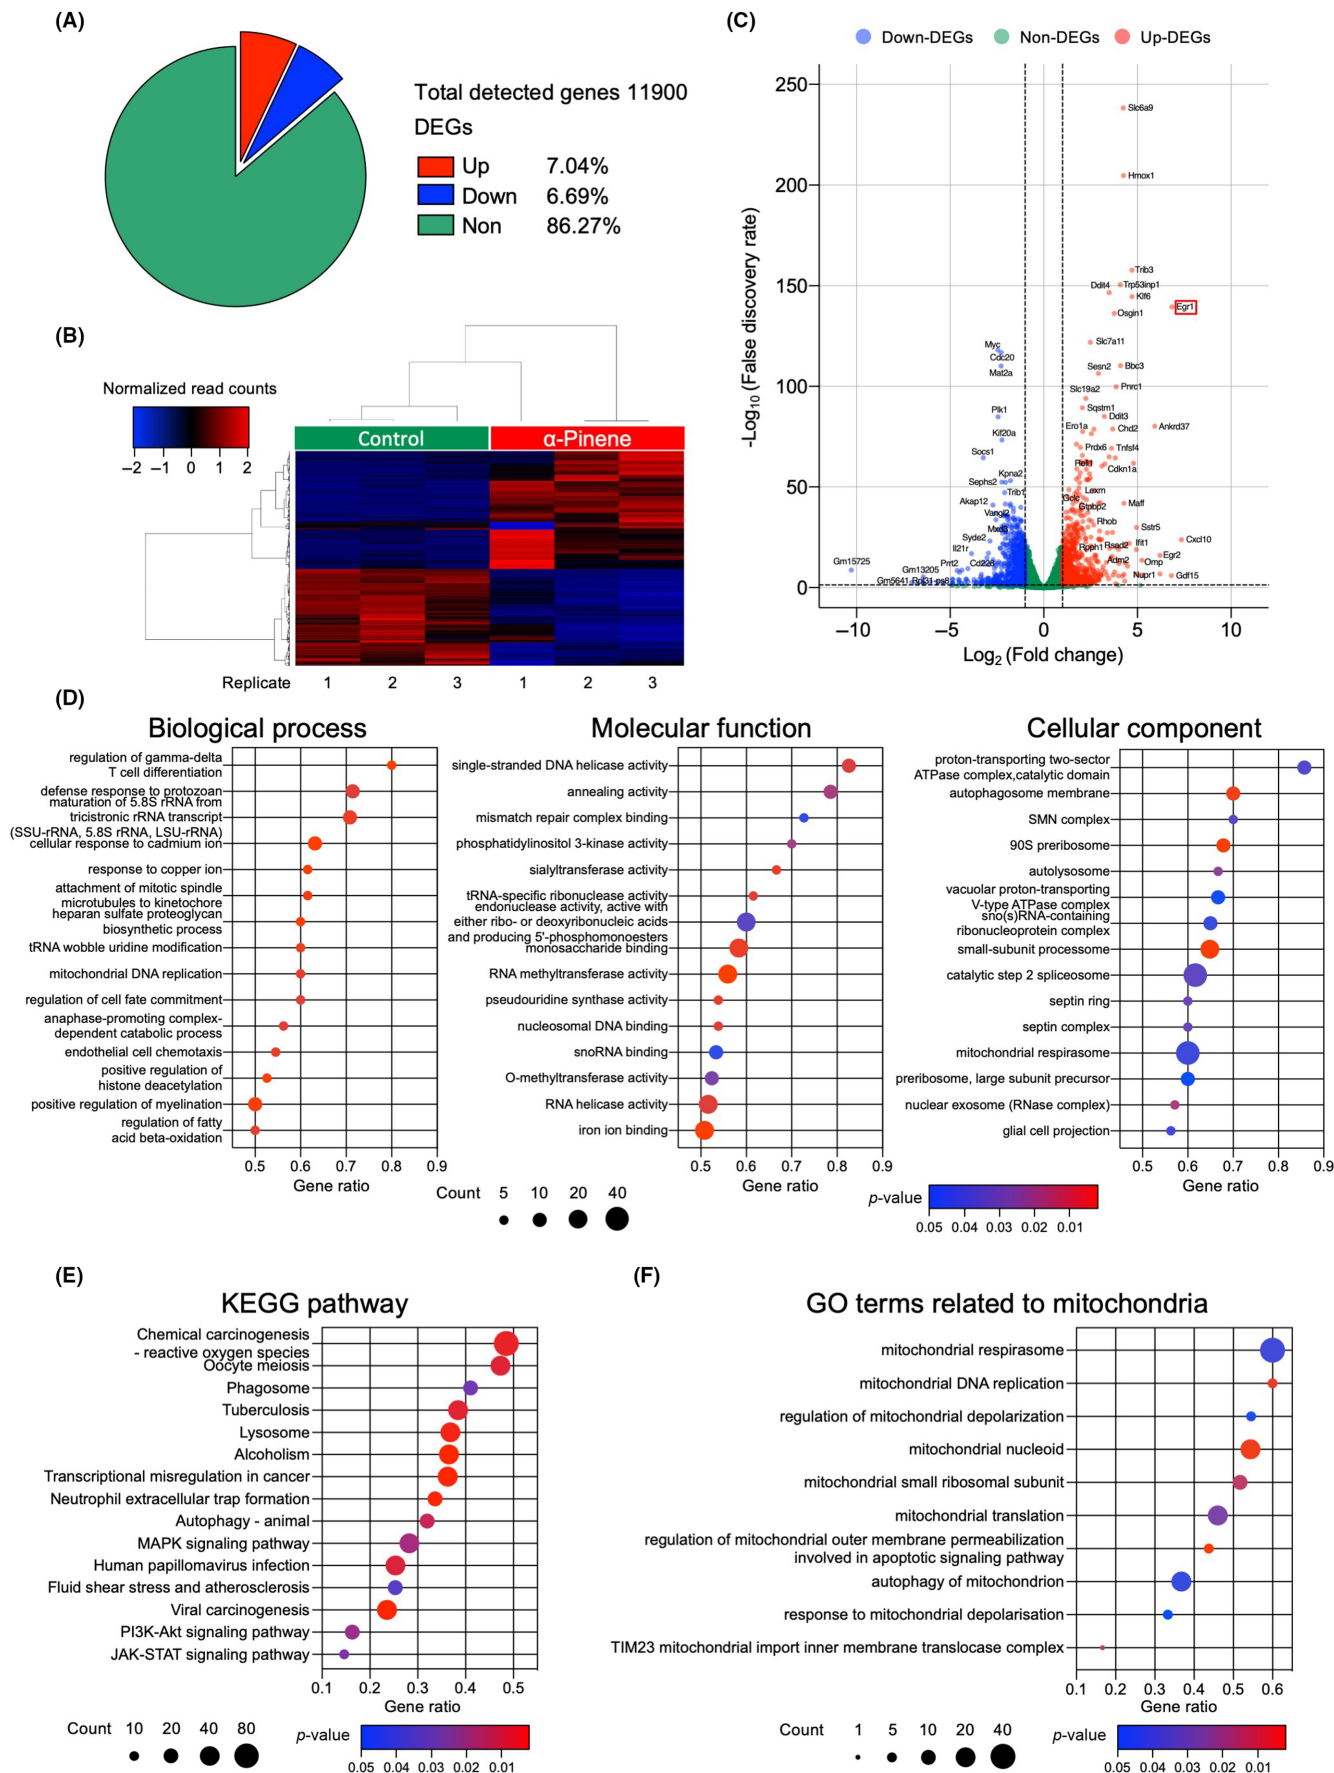 (A)
Total detected genes 11900
DEGs
Up 7.04%
Down 6.69%
Non 86.27%
(B)
Normalized read counts
−2 −1 0 1 2
Control α-Pinene
Replicate 1 2 3 1 2 3
(C)
Down-DEGs Non-DEGs Up-DEGs
-Log10 (False discovery rate)
250
200
150
100
50
0
Slc6a9
Hmox1
Trib3
Ddit4 Trp53inp1
Klf6
Egr1
Osgin1
Slc7a11
Myc
Cdc20
Mat2a
Sesn2 Bbc3
Pnrc1
Slc19a2
Plk1
Sqstm1
Ddit3
Ero1a Chd2 Ankrd37
Kif20a
Socs1
Prdx6 Tnfsf4
Rell1
Cdkn1a
Kpna2
Sephs2
Trib1
Akap12
Gclc
Gtpbp2
Maff
Vangl2
Mxd3
Rhob
Sstr5
Syde2
Il21r
Rpph1 Rsad2 Ifit1 Cxcl10
Egr2
Prrt2 Cd226
Adm2 Omp
Gm15725
Gm13205
Nupr1 Gdf15
Gm5641 Rpl31-ps8
−10 −5 0 5 10
Log2 (Fold change)
(D)
Biological process
regulation of gamma-delta
T cell differentiation
defense response to protozoan
maturation of 5.8S rRNA from
tricistronic rRNA transcript
(SSU-rRNA, 5.8S rRNA, LSU-rRNA)
cellular response to cadmium ion
response to copper ion
attachment of mitotic spindle
microtubules to kinetochore
heparan sulfate proteoglycan
biosynthetic process
tRNA wobble uridine modification
mitochondrial DNA replication
regulation of cell fate commitment
anaphase-promoting complex-
dependent catabolic process
endothelial cell chemotaxis
positive regulation of
histone deacetylation
positive regulation of myelination
regulation of fatty
acid beta-oxidation
0.5 0.6 0.7 0.8 0.9
Gene ratio
Molecular function
single-stranded DNA helicase activity
annealing activity
mismatch repair complex binding
phosphatidylinositol 3-kinase activity
sialyltransferase activity
tRNA-specific ribonuclease activity
endonuclease activity, active with
either ribo- or deoxyribonucleic acids
and producing 5'-phosphomonoesters
monosaccharide binding
RNA methyltransferase activity
pseudouridine synthase activity
nucleosomal DNA binding
snoRNA binding
O-methyltransferase activity
RNA helicase activity
iron ion binding
0.5 0.6 0.7 0.8 0.9
Gene ratio
Cellular component
proton-transporting two-sector
ATPase complex,catalytic domain
autophagosome membrane
SMN complex
90S preribosome
autolysosome
vacuolar proton-transporting
V-type ATPase complex
sno(s)RNA-containing
ribonucleoprotein complex
small-subunit processome
catalytic step 2 spliceosome
septin ring
septin complex
mitochondrial respirasome
preribosome, large subunit precursor
nuclear exosome (RNase complex)
glial cell projection
0.5 0.6 0.7 0.8 0.9
Gene ratio
Count 5 10 20 40
p-value
0.05 0.04 0.03 0.02 0.01
(E)
KEGG pathway
Chemical carcinogenesis
- reactive oxygen species
Oocyte meiosis
Phagosome
Tuberculosis
Lysosome
Alcoholism
Transcriptional misregulation in cancer
Neutrophil extracellular trap formation
Autophagy - animal
MAPK signaling pathway
Human papillomavirus infection
Fluid shear stress and atherosclerosis
Viral carcinogenesis
PI3K-Akt signaling pathway
JAK-STAT signaling pathway
0.1 0.2 0.3 0.4 0.5
Gene ratio
Count 10 20 40 80
p-value
0.05 0.04 0.03 0.02 0.01
(F)
GO terms related to mitochondria
mitochondrial respirasome
mitochondrial DNA replication
regulation of mitochondrial depolarization
mitochondrial nucleoid
mitochondrial small ribosomal subunit
mitochondrial translation
regulation of mitochondrial outer membrane permeabilization
involved in apoptotic signaling pathway
autophagy of mitochondrion
response to mitochondrial depolarisation
TIM23 mitochondrial import inner membrane translocase complex
0.1 0.2 0.3 0.4 0.5 0.6
Gene ratio
Count 1 5 10 20 40
p-value
0.05 0.04 0.03 0.02 0.01